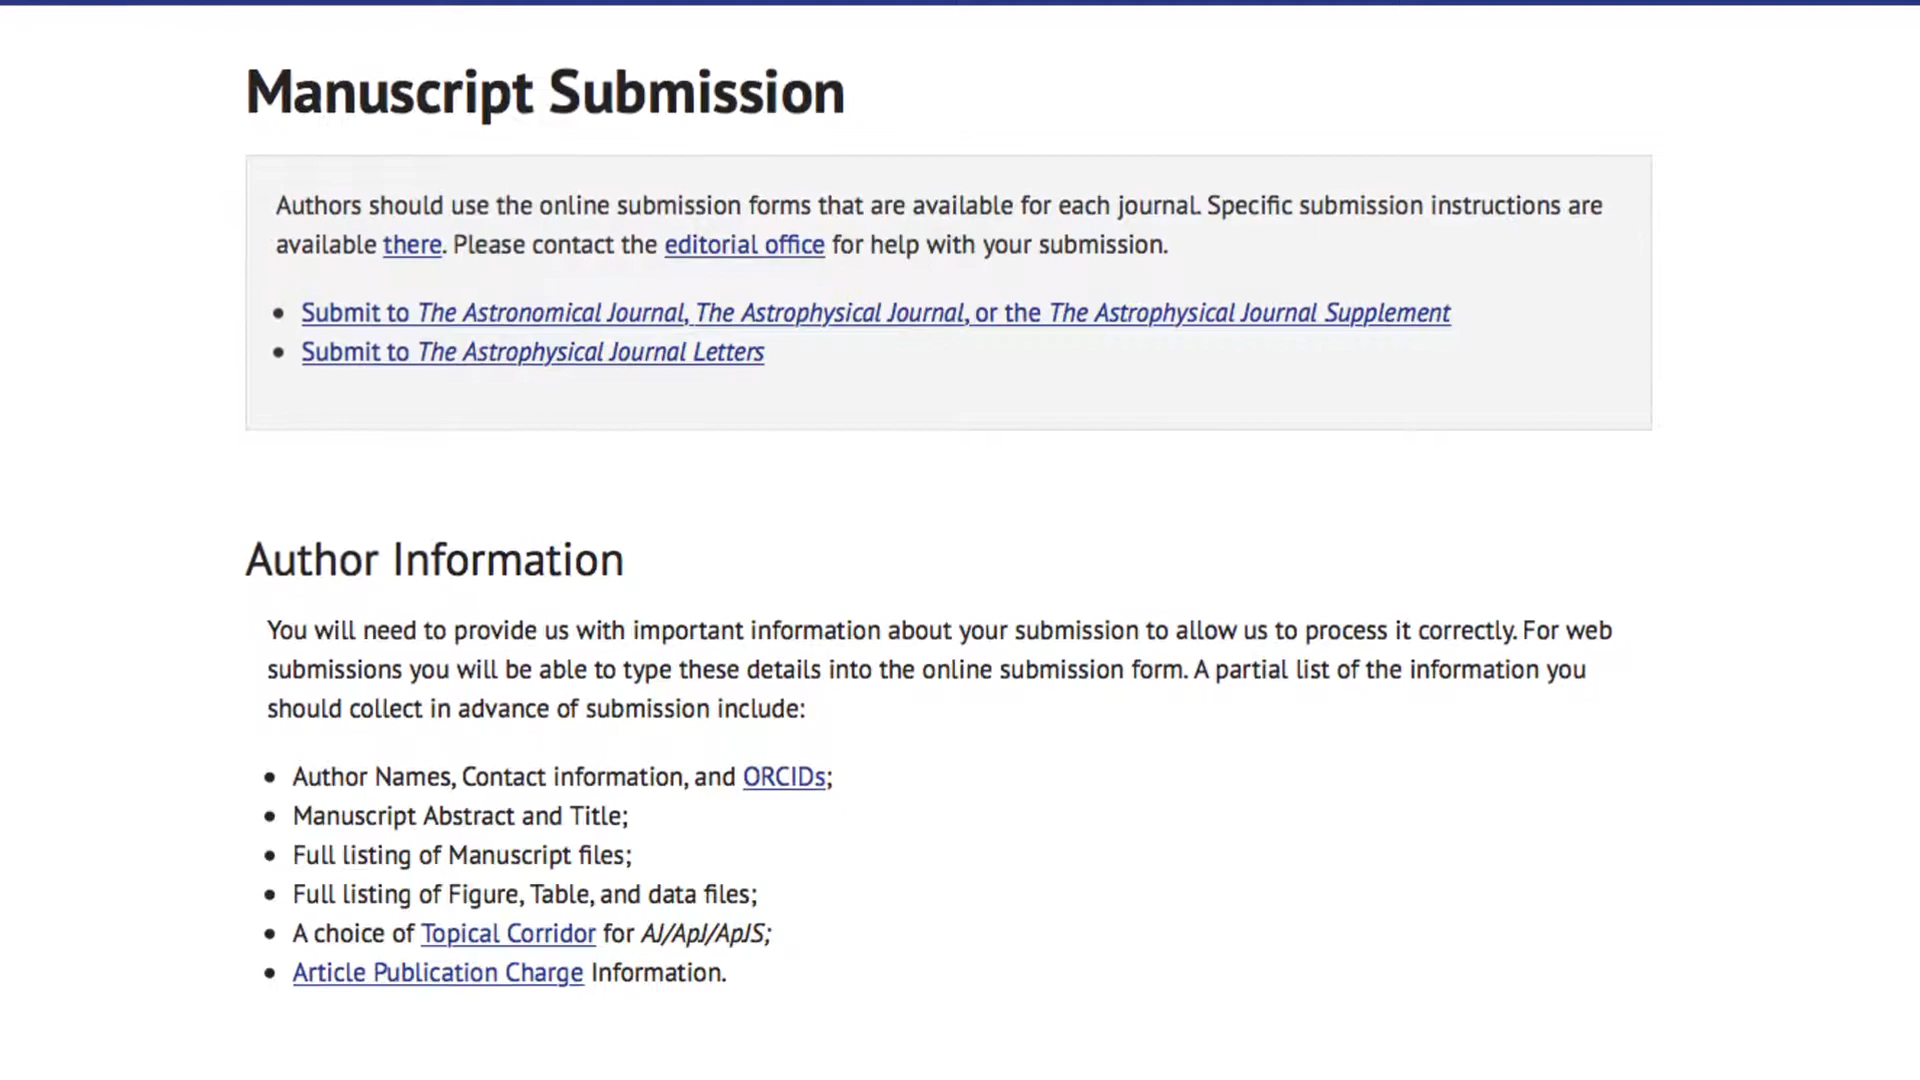 Manuscript Submission
Authors should use the online submission forms that are available for each journal. Specific submission instructions are
available there. Please contact the editorial office for help with your submission.
• Submit to The Astronomical Journal, The Astrophysical Journal, or the The Astrophysical Journal Supplement
• Submit to The Astrophysical Journal Letters
Author Information
You will need to provide us with important information about your submission to allow us to process it correctly. For web
submissions you will be able to type these details into the online submission form. A partial list of the information you
should collect in advance of submission include:
• Author Names, Contact information, and ORCIDs;
• Manuscript Abstract and Title;
• Full listing of Manuscript files;
• Full listing of Figure, Table, and data files;
• A choice of Topical Corridor for AJ/ApJ/ApJS;
• Article Publication Charge Information.